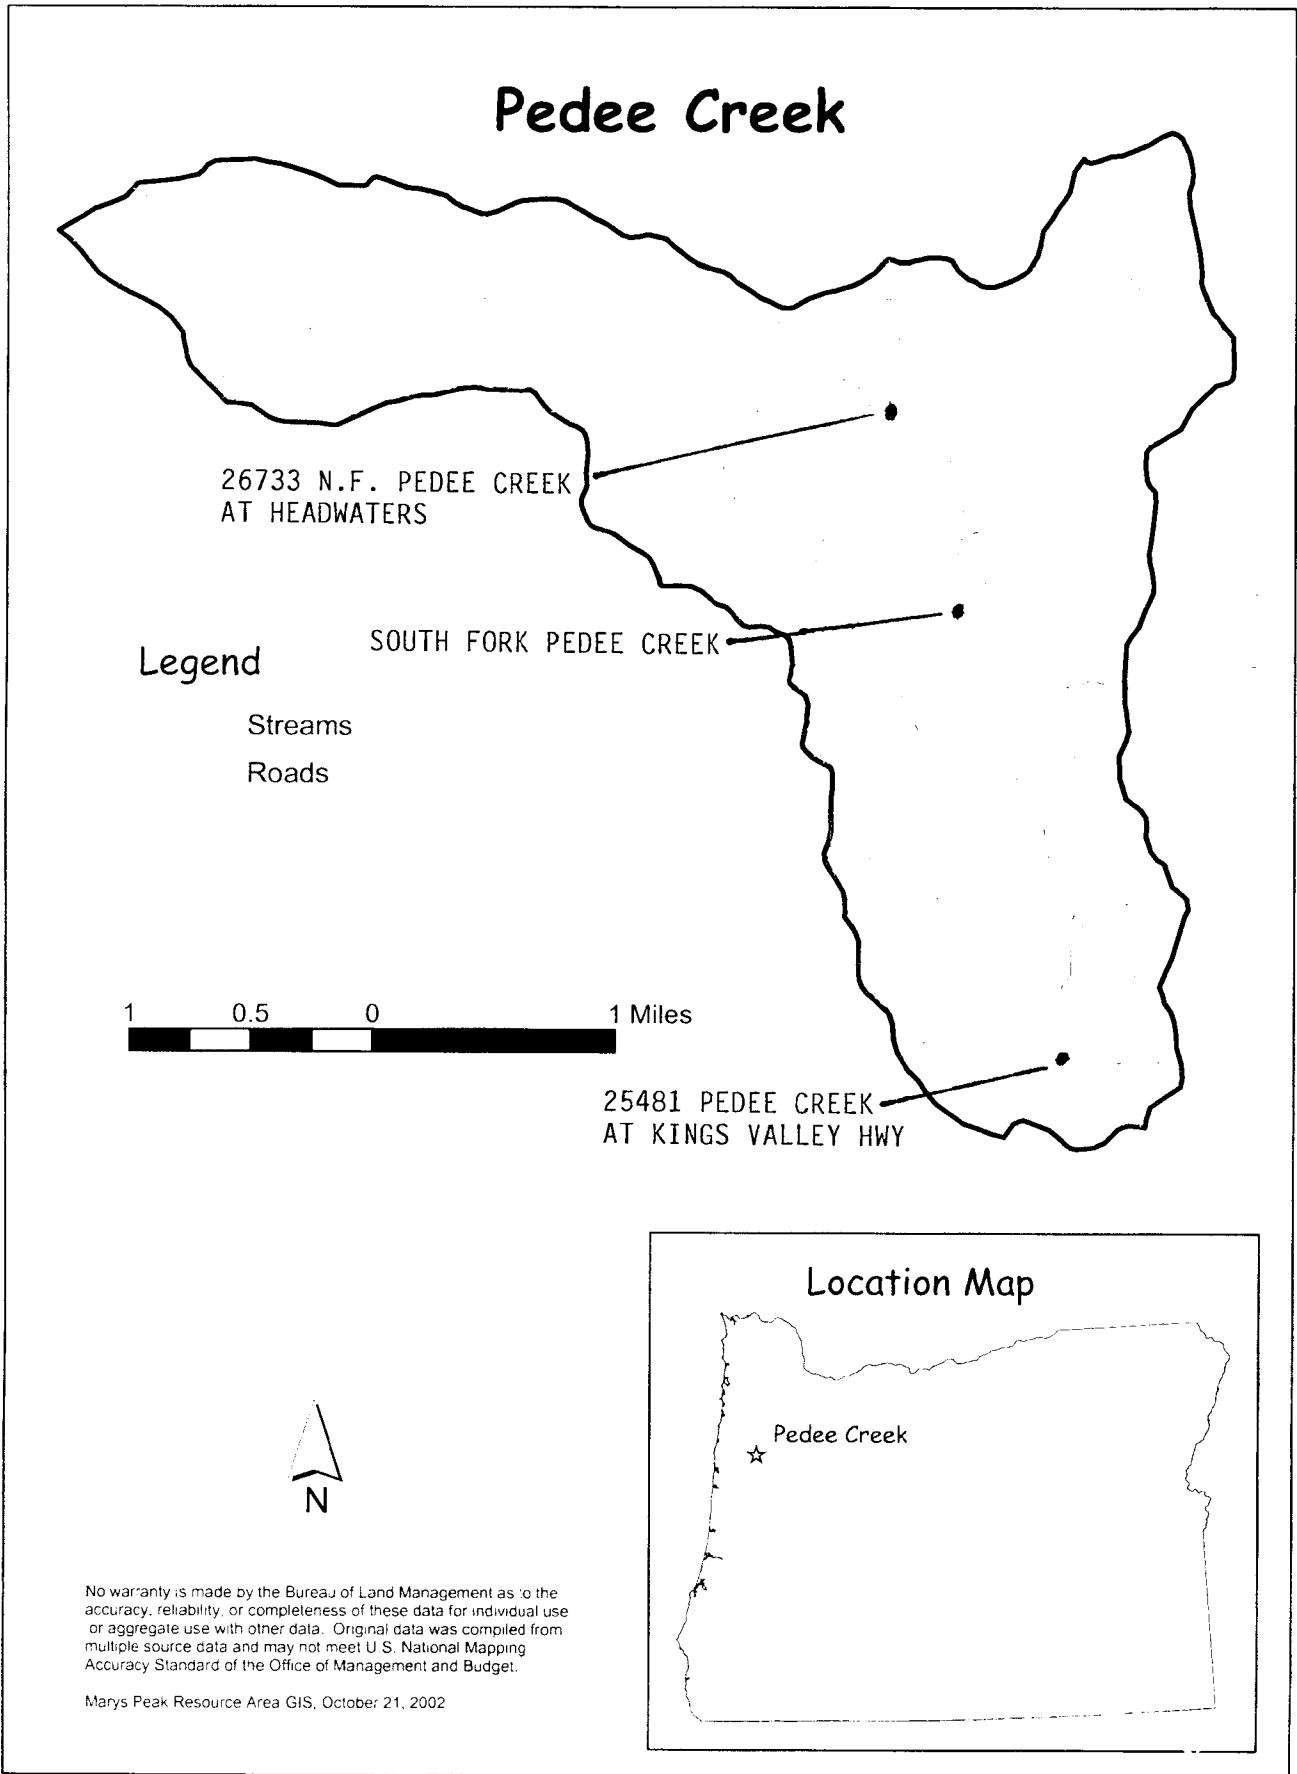 Pedee Creek
26733 N.F. PEDEE CREEK
AT HEADWATERS
SOUTH FORK PEDEE CREEK
Legend
Streams
Roads
1 0.5 0 1 Miles
25481 PEDEE CREEK
AT KINGS VALLEY HWY
Location Map
Pedee Creek
N
No warranty is made by the Bureau of Land Management as to the
accuracy, reliability, or completeness of these data for individual use
or aggregate use with other data. Original data was compiled from
multiple source data and may not meet U.S. National Mapping
Accuracy Standard of the Office of Management and Budget.
Marys Peak Resource Area GIS, October 21, 2002